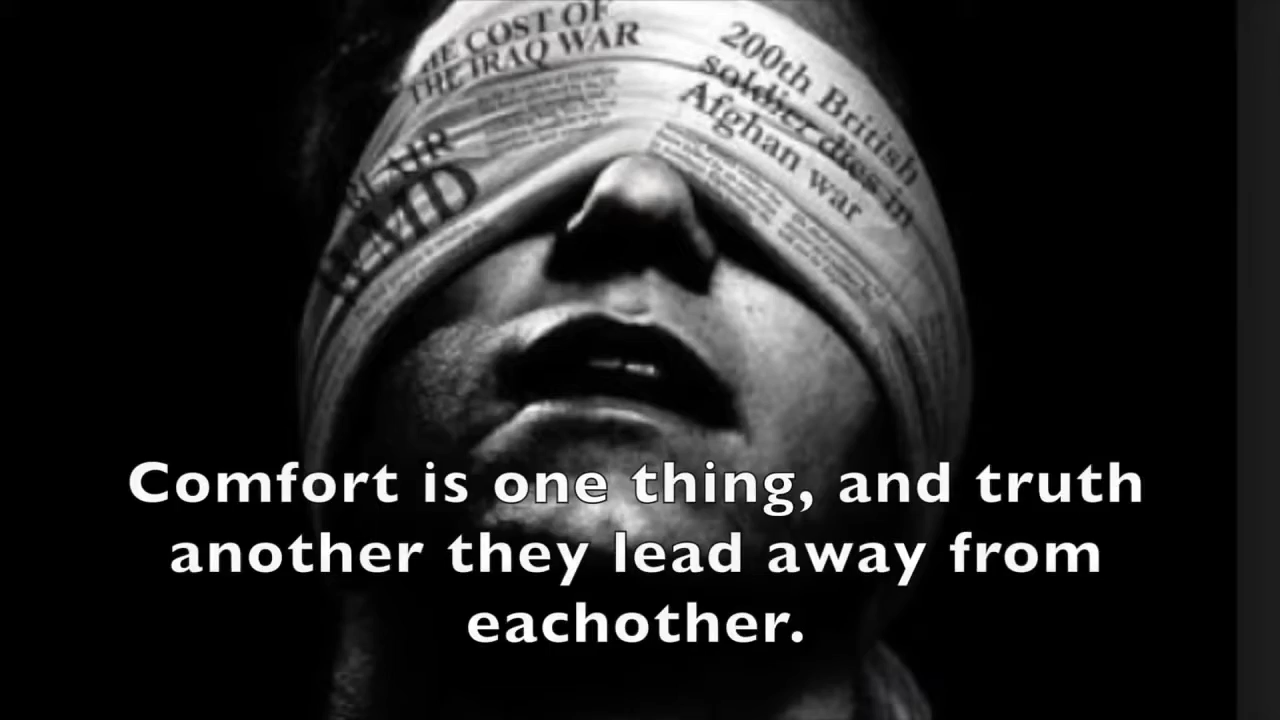 THE COST OF
THE IRAQ WAR
200th British
soldier dies in
Afghan war
WMD
Comfort is one thing, and truth
another they lead away from
eachother.